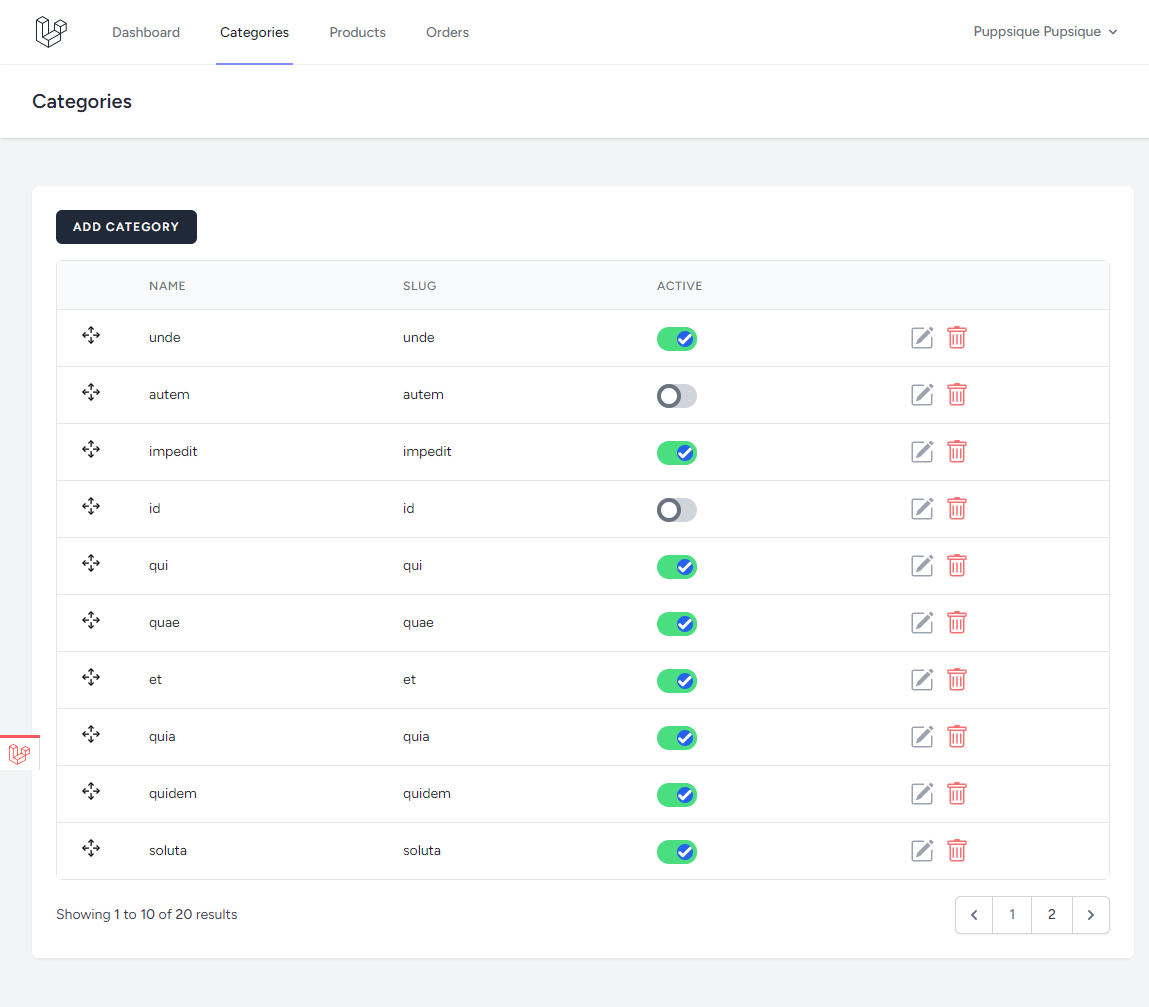 Dashboard Categories Products Orders Puppsique Pupsique
Categories
ADD CATEGORY
NAME SLUG ACTIVE
unde unde
autem autem
impedit impedit
id id
qui qui
quae quae
et et
quia quia
quidem quidem
soluta soluta
Showing 1 to 10 of 20 results 1 2